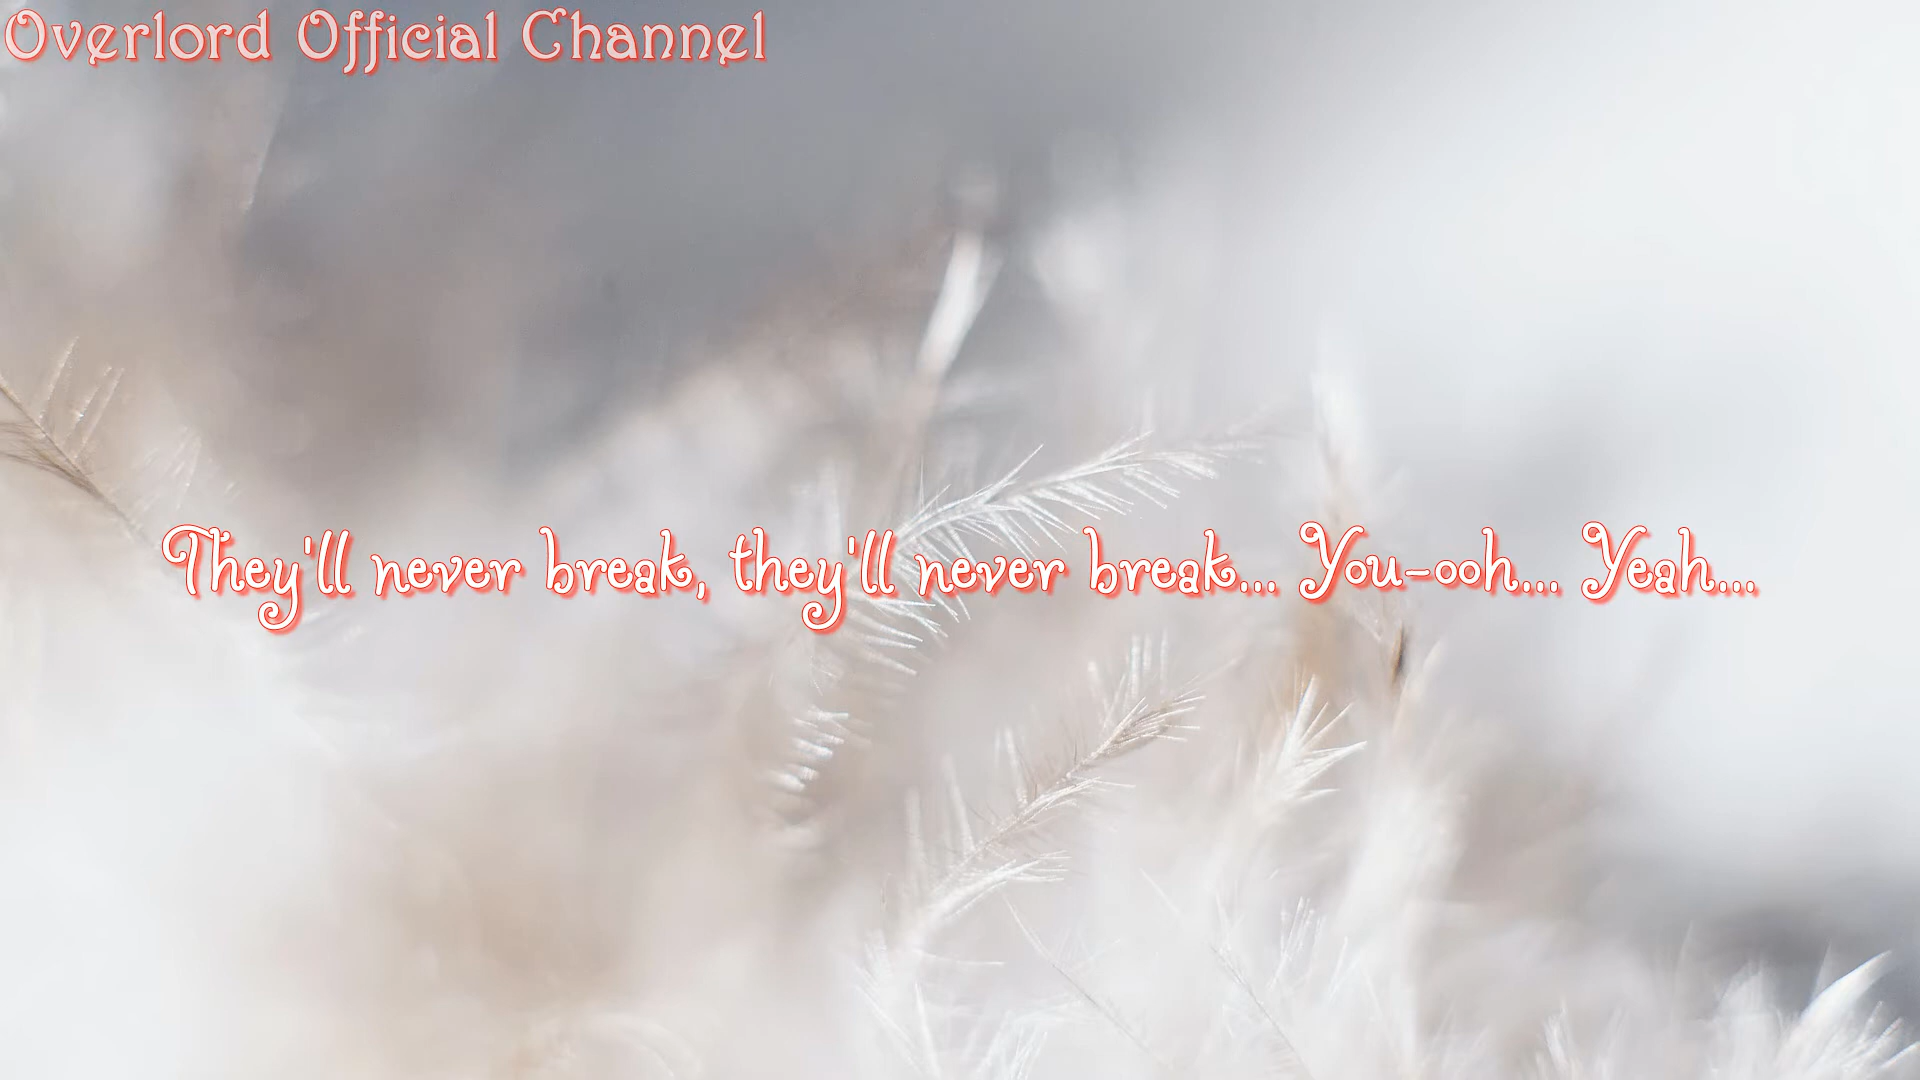 Overlord Official Channel
They'll never break, they'll never break... You-ooh... Yeah...